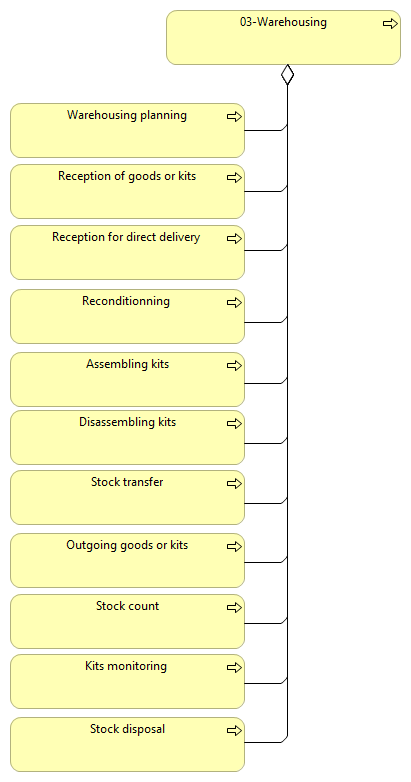 03-Warehousing
Warehousing planning
Reception of goods or kits
Reception for direct delivery
Reconditionning
Assembling kits
Disassembling kits
Stock transfer
Outgoing goods or kits
Stock count
Kits monitoring
Stock disposal